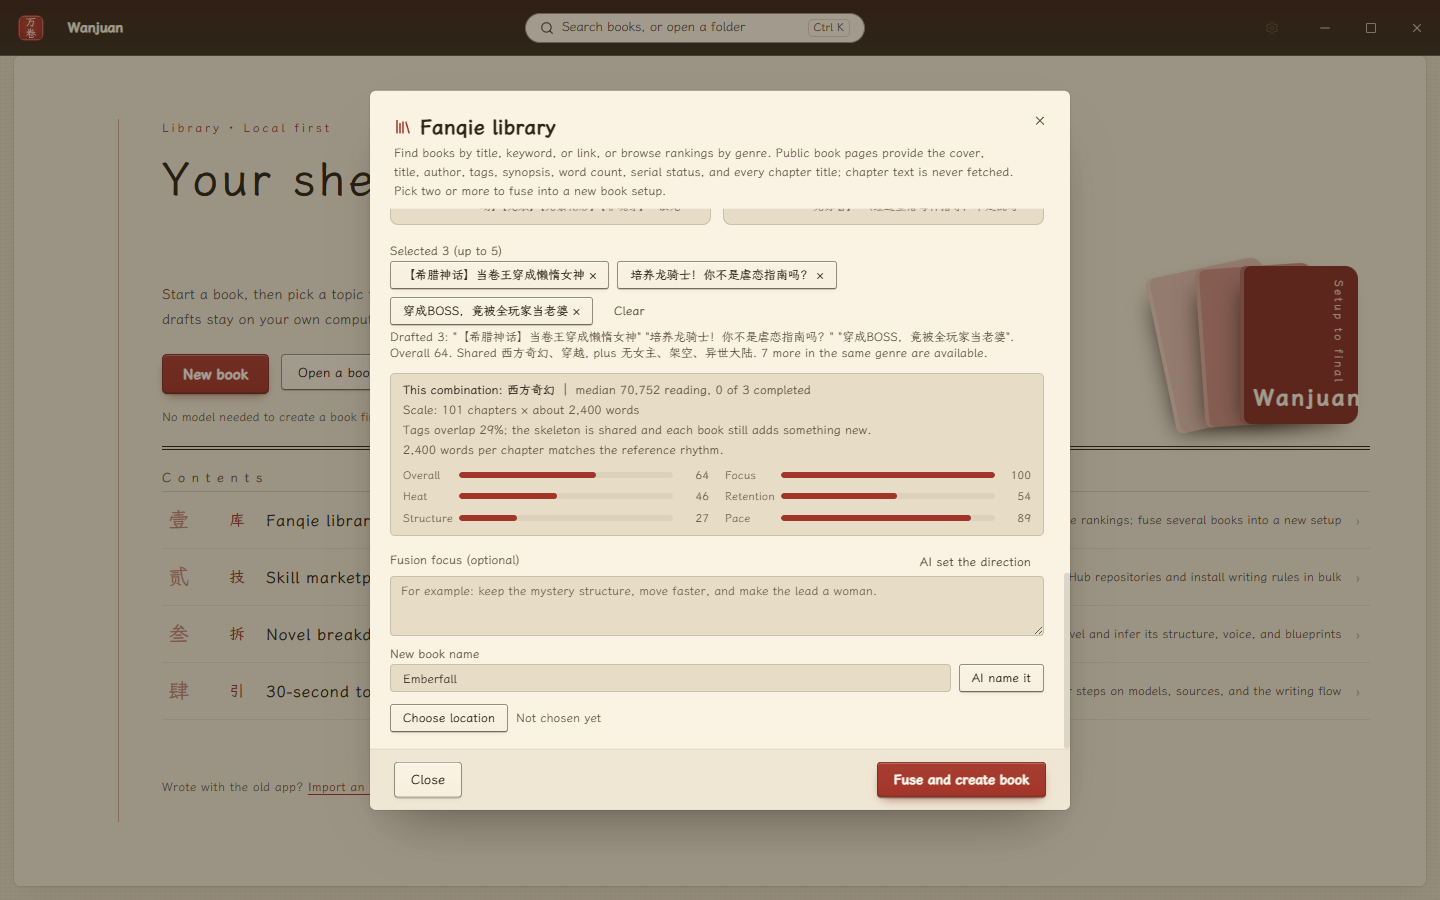 万卷
Wanjuan
Search books, or open a folder
Ctrl K
Library · Local first
Your she
Start a book, then pick a topic
drafts stay on your own comput
New book
Open a boo
No model needed to create a book fi
Setup to final
Wanjuan
Contents
壹 库 Fanqie librar
e rankings; fuse several books into a new setup
贰 技 Skill marketp
Hub repositories and install writing rules in bulk
叁 拆 Novel breakd
vel and infer its structure, voice, and blueprints
肆 引 30-second to
r steps on models, sources, and the writing flow
Wrote with the old app? Import an
Fanqie library
Find books by title, keyword, or link, or browse rankings by genre. Public book pages provide the cover,
title, author, tags, synopsis, word count, serial status, and every chapter title; chapter text is never fetched.
Pick two or more to fuse into a new book setup.
Selected 3 (up to 5)
【希腊神话】当卷王穿成懒惰女神 ×
培养龙骑士！你不是虐恋指南吗？ ×
穿成BOSS，竟被全玩家当老婆 ×
Clear
Drafted 3: "【希腊神话】当卷王穿成懒惰女神" "培养龙骑士！你不是虐恋指南吗？" "穿成BOSS，竟被全玩家当老婆".
Overall 64. Shared 西方奇幻、穿越, plus 无女主、架空、异世大陆. 7 more in the same genre are available.
This combination: 西方奇幻 | median 70,752 reading, 0 of 3 completed
Scale: 101 chapters × about 2,400 words
Tags overlap 29%; the skeleton is shared and each book still adds something new.
2,400 words per chapter matches the reference rhythm.
Overall 64 Focus 100
Heat 46 Retention 54
Structure 27 Pace 89
Fusion focus (optional)
AI set the direction
For example: keep the mystery structure, move faster, and make the lead a woman.
New book name
Emberfall
AI name it
Choose location
Not chosen yet
Close
Fuse and create book